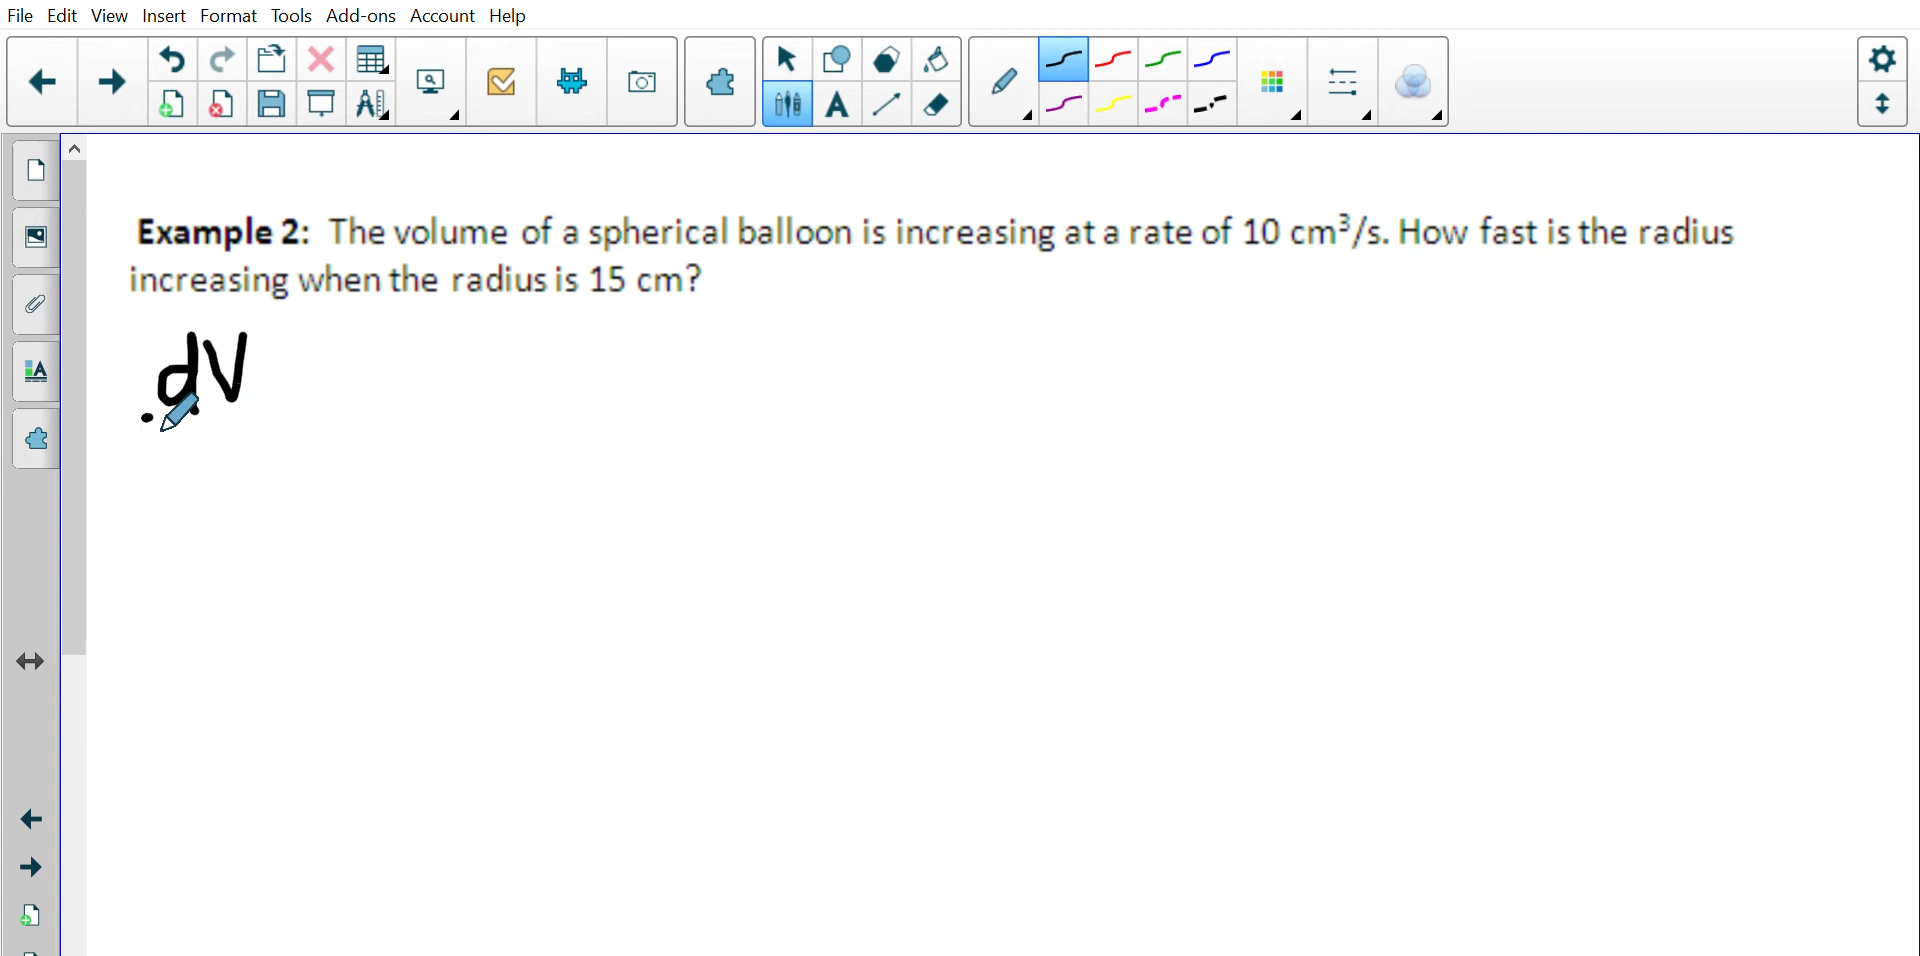 File Edit View Insert Format Tools Add-ons Account Help
Example 2: The volume of a spherical balloon is increasing at a rate of 10 cm³/s. How fast is the radius
increasing when the radius is 15 cm?
dV